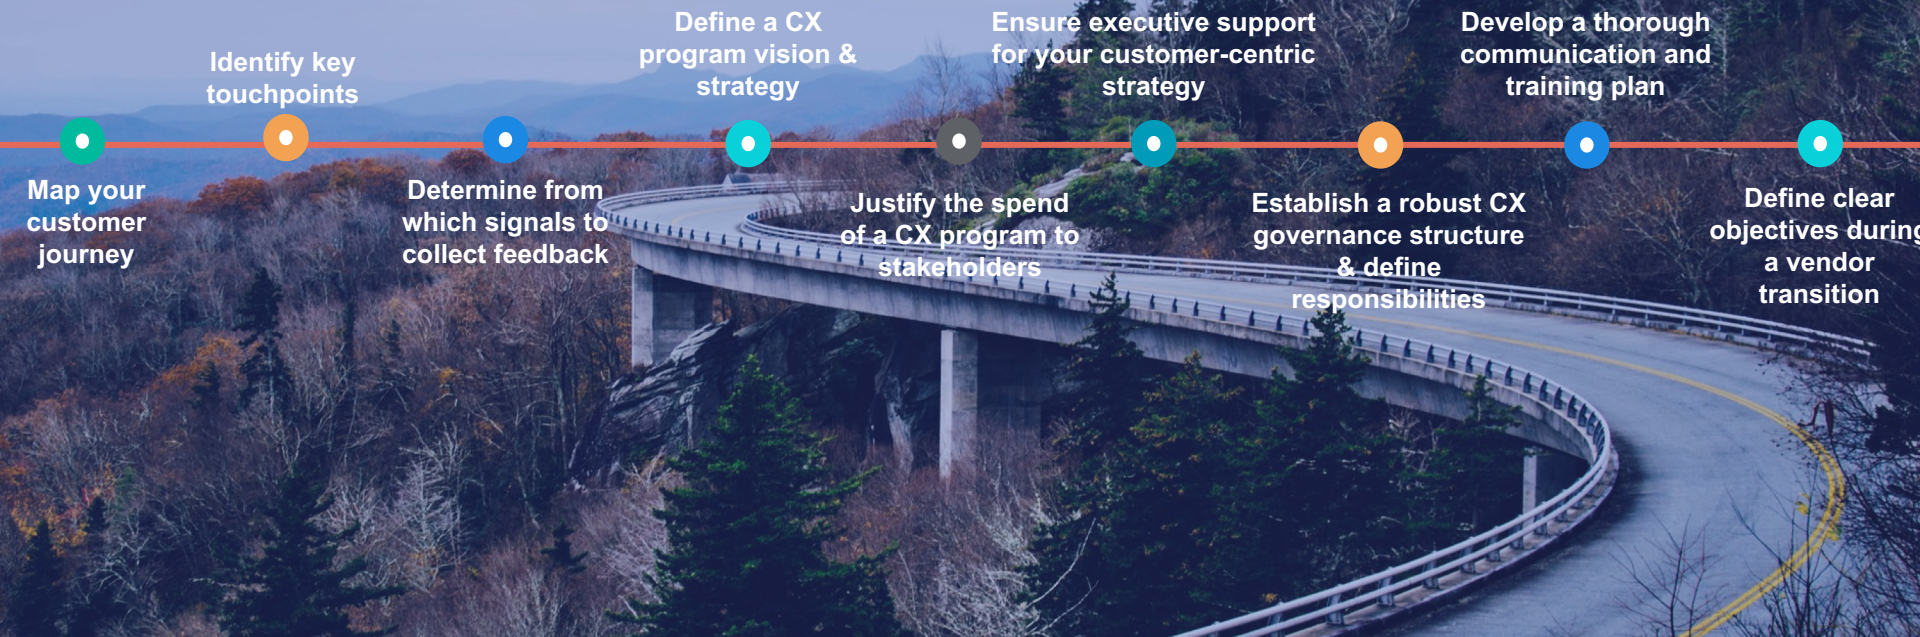 Map your
customer
journey
Identify key
touchpoints
Determine from
which signals to
collect feedback
Define a CX
program vision &
strategy
Justify the spend
of a CX program to
stakeholders
Ensure executive support
for your customer-centric
strategy
Establish a robust CX
governance structure
& define
responsibilities
Develop a thorough
communication and
training plan
Define clear
objectives during
a vendor
transition